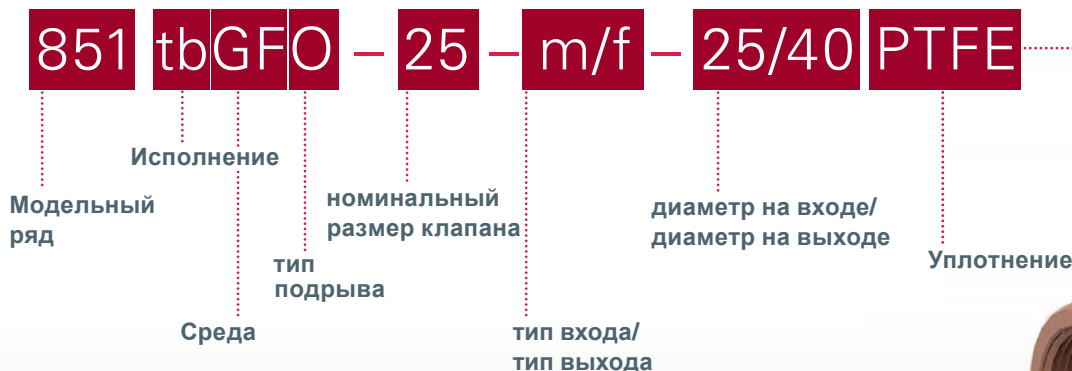 851 tbGFO – 25 – m/f – 25/40 PTFE
Исполнение
Модельный
ряд
номинальный
размер клапана
диаметр на входе/
диаметр на выходе
Уплотнение
тип
подрыва
Среда
тип входа/
тип выхода